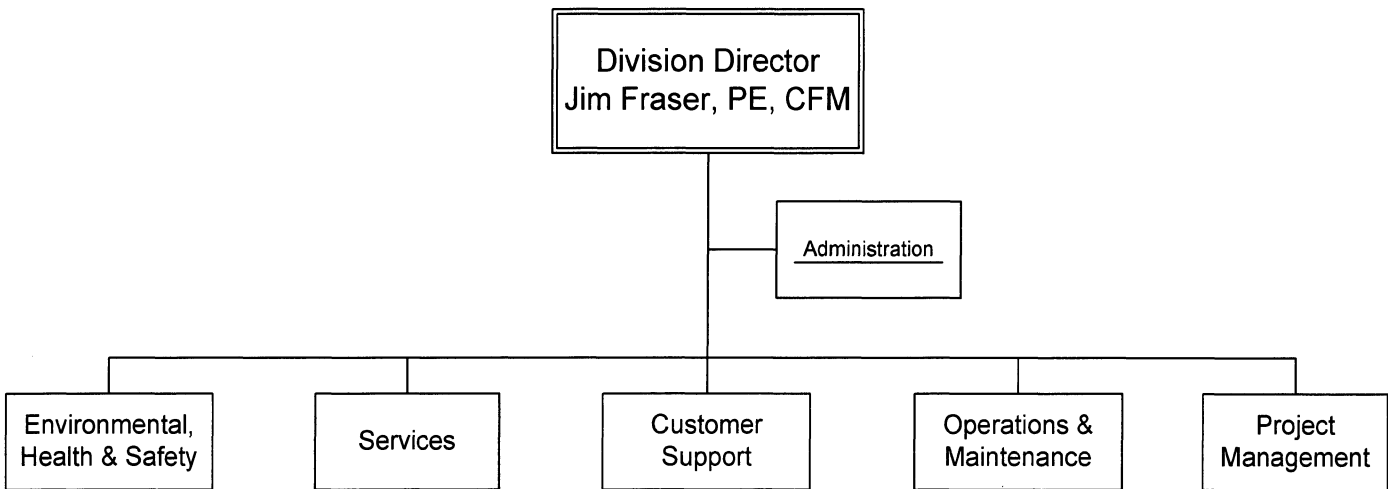 Division Director
Jim Fraser, PE, CFM
Administration
Environmental,
Health & Safety
Services
Customer
Support
Operations &
Maintenance
Project
Management